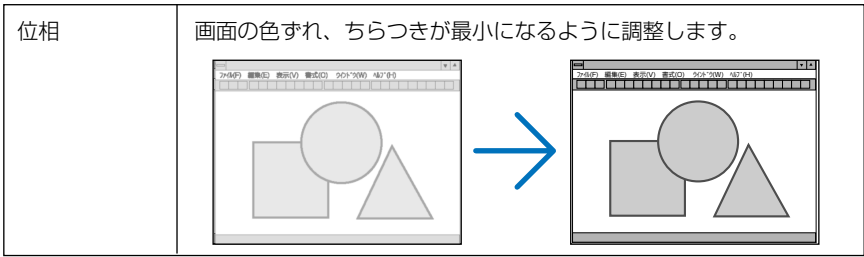 位相
画面の色ずれ、ちらつきが最小になるように調整します。
ファイル(F) 編集(E) 表示(V) 書式(O) ウィンドウ(W) ヘルプ(H)
ファイル(F) 編集(E) 表示(V) 書式(O) ウィンドウ(W) ヘルプ(H)